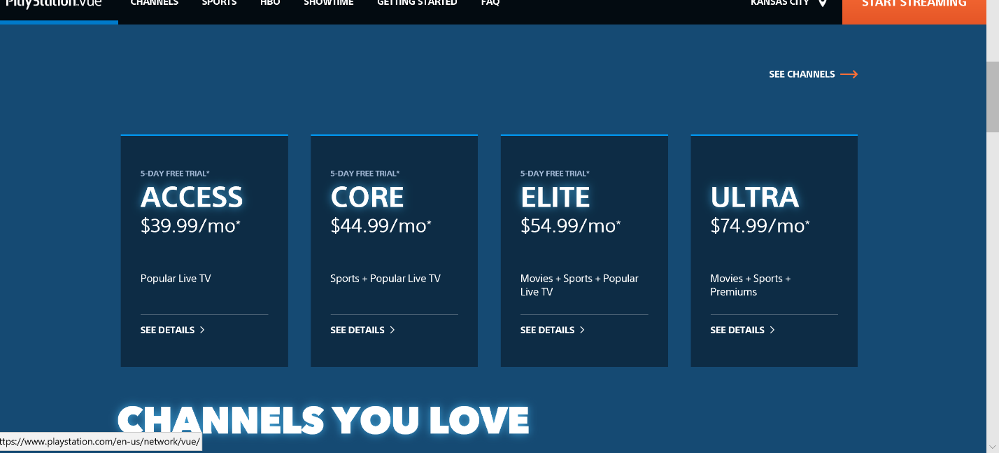 PlayStation.vue CHANNELS SPORTS HBO SHOWTIME GETTING STARTED FAQ KANSAS CITY START STREAMING
SEE CHANNELS
5-DAY FREE TRIAL*
ACCESS
$39.99/mo*
Popular Live TV
SEE DETAILS
5-DAY FREE TRIAL*
CORE
$44.99/mo*
Sports + Popular Live TV
SEE DETAILS
5-DAY FREE TRIAL*
ELITE
$54.99/mo*
Movies + Sports + Popular
Live TV
SEE DETAILS
ULTRA
$74.99/mo*
Movies + Sports +
Premiums
SEE DETAILS
CHANNELS YOU LOVE
ttps://www.playstation.com/en-us/network/vue/